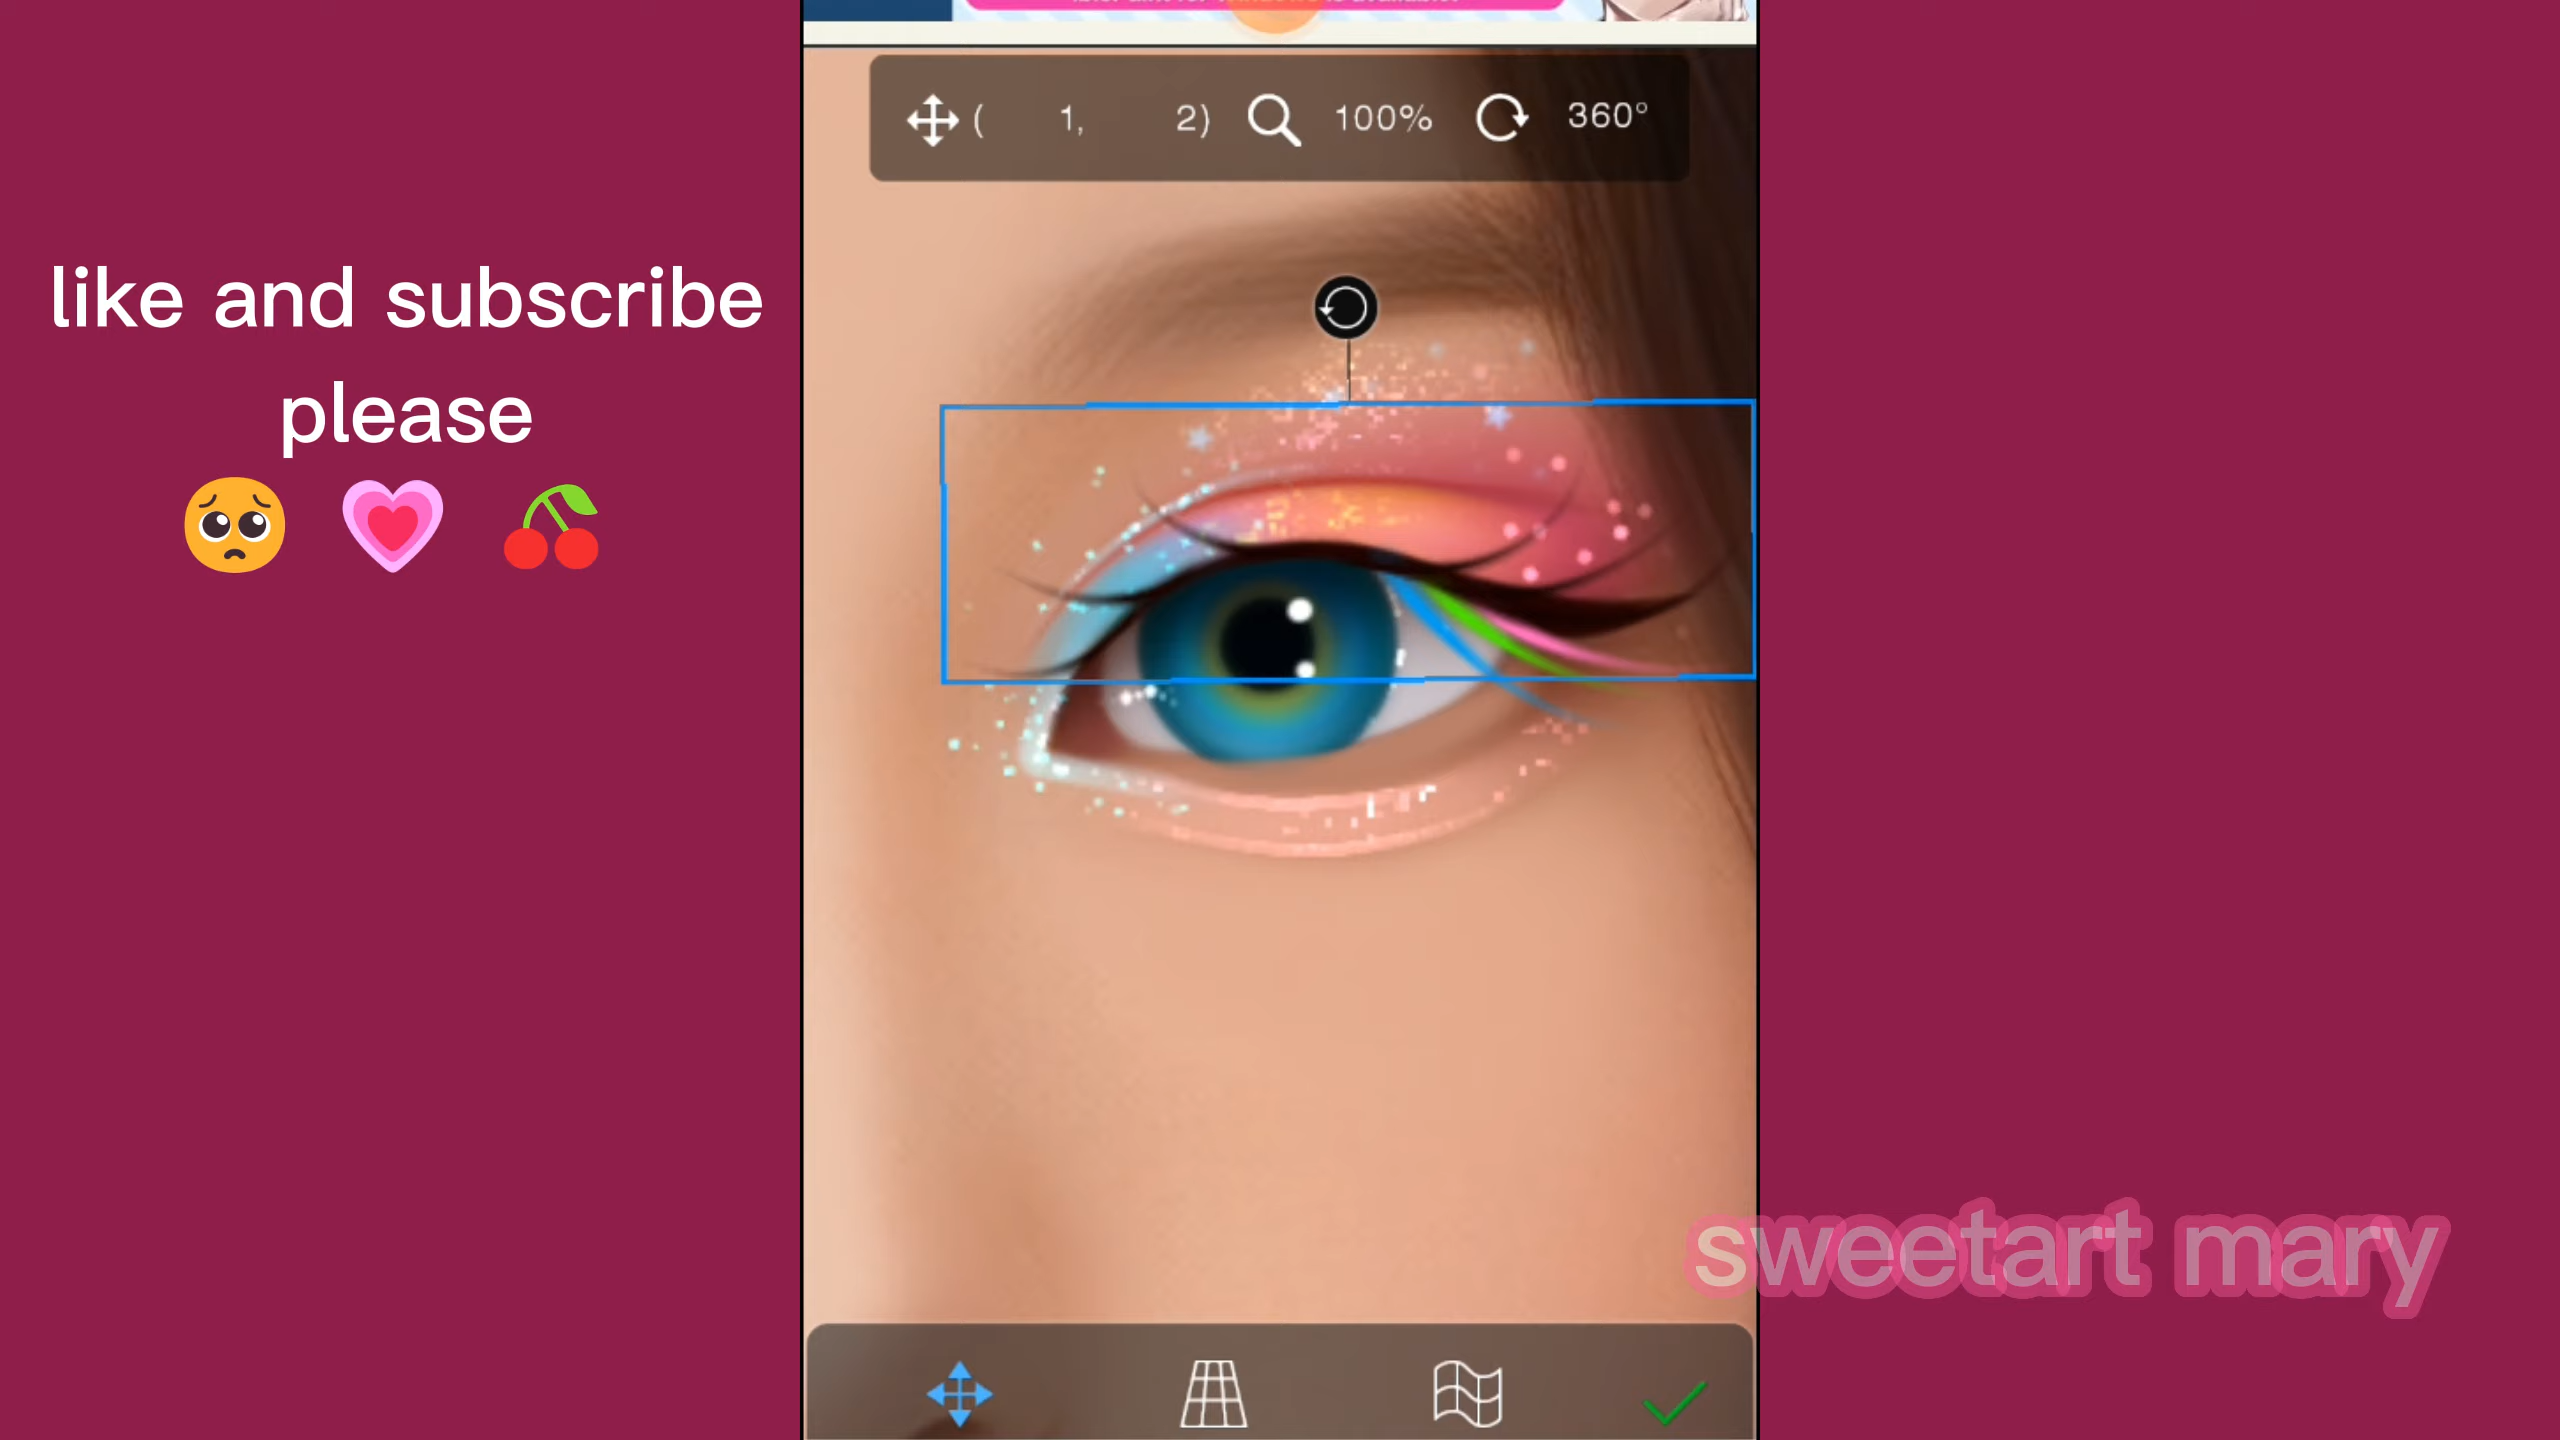 ( 1, 2) 100% 360°
like and subscribe
please
sweetart mary